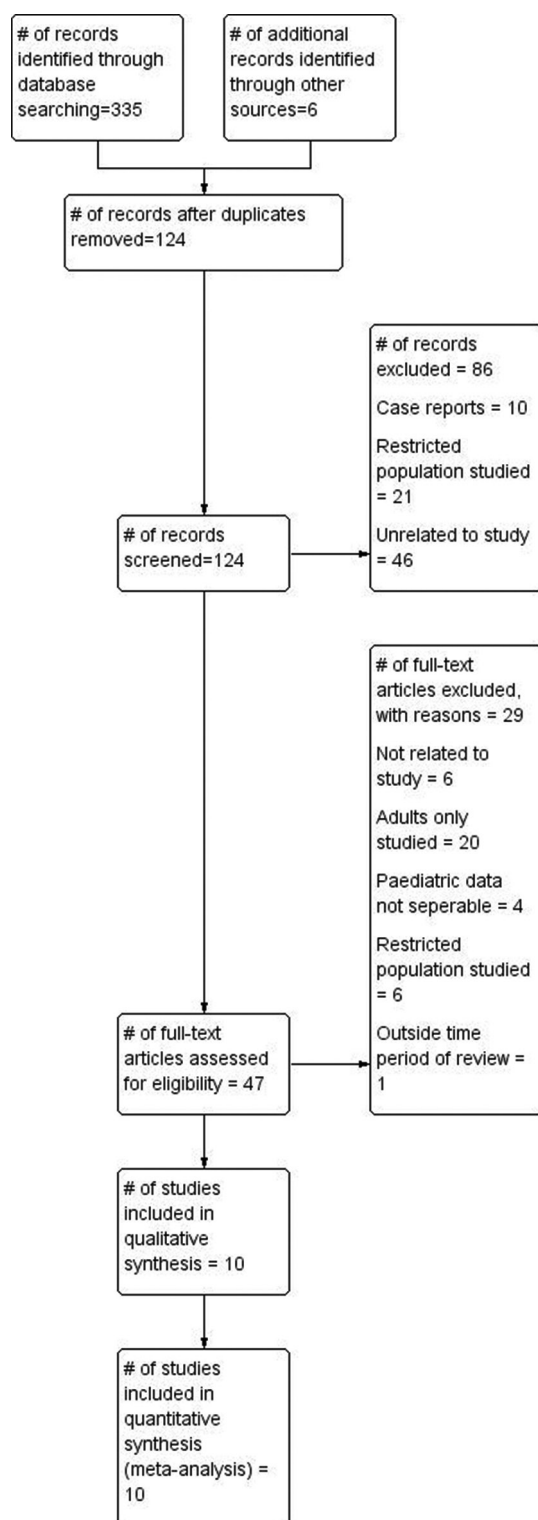 # of records
identified through
database
searching=335
# of additional
records identified
through other
sources=6
# of records after duplicates
removed=124
# of records
excluded = 86
Case reports = 10
Restricted
population studied
= 21
Unrelated to study
= 46
# of records
screened=124
# of full-text
articles excluded,
with reasons = 29
Not related to
study = 6
Adults only
studied = 20
Paediatric data
not seperable = 4
Restricted
population studied
= 6
Outside time
period of review =
1
# of full-text
articles assessed
for eligibility = 47
# of studies
included in
qualitative
synthesis = 10
# of studies
included in
quantitative
synthesis
(meta-analysis) =
10